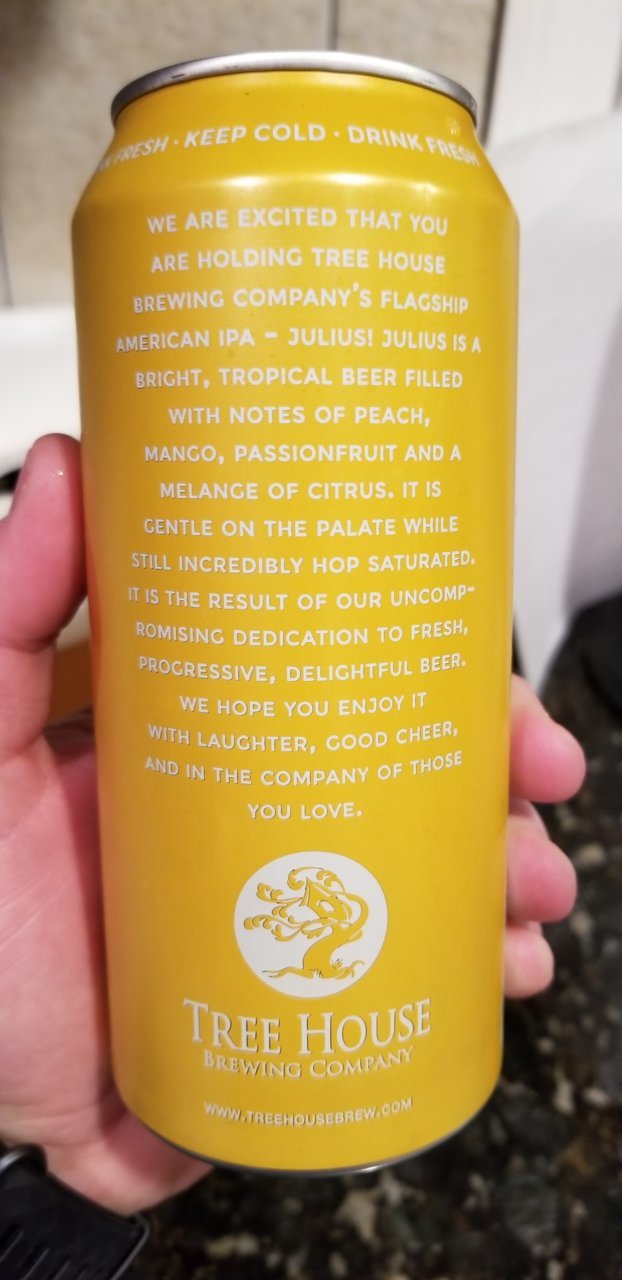 FRESH · KEEP COLD · DRINK FRESH
WE ARE EXCITED THAT YOU
ARE HOLDING TREE HOUSE
BREWING COMPANY'S FLAGSHIP
AMERICAN IPA – JULIUS! JULIUS IS A
BRIGHT, TROPICAL BEER FILLED
WITH NOTES OF PEACH,
MANGO, PASSIONFRUIT AND A
MELANGE OF CITRUS. IT IS
GENTLE ON THE PALATE WHILE
STILL INCREDIBLY HOP SATURATED.
IT IS THE RESULT OF OUR UNCOMP-
ROMISING DEDICATION TO FRESH,
PROGRESSIVE, DELIGHTFUL BEER.
WE HOPE YOU ENJOY IT
WITH LAUGHTER, GOOD CHEER,
AND IN THE COMPANY OF THOSE
YOU LOVE.
TREE HOUSE
BREWING COMPANY
WWW.TREEHOUSEBREW.COM